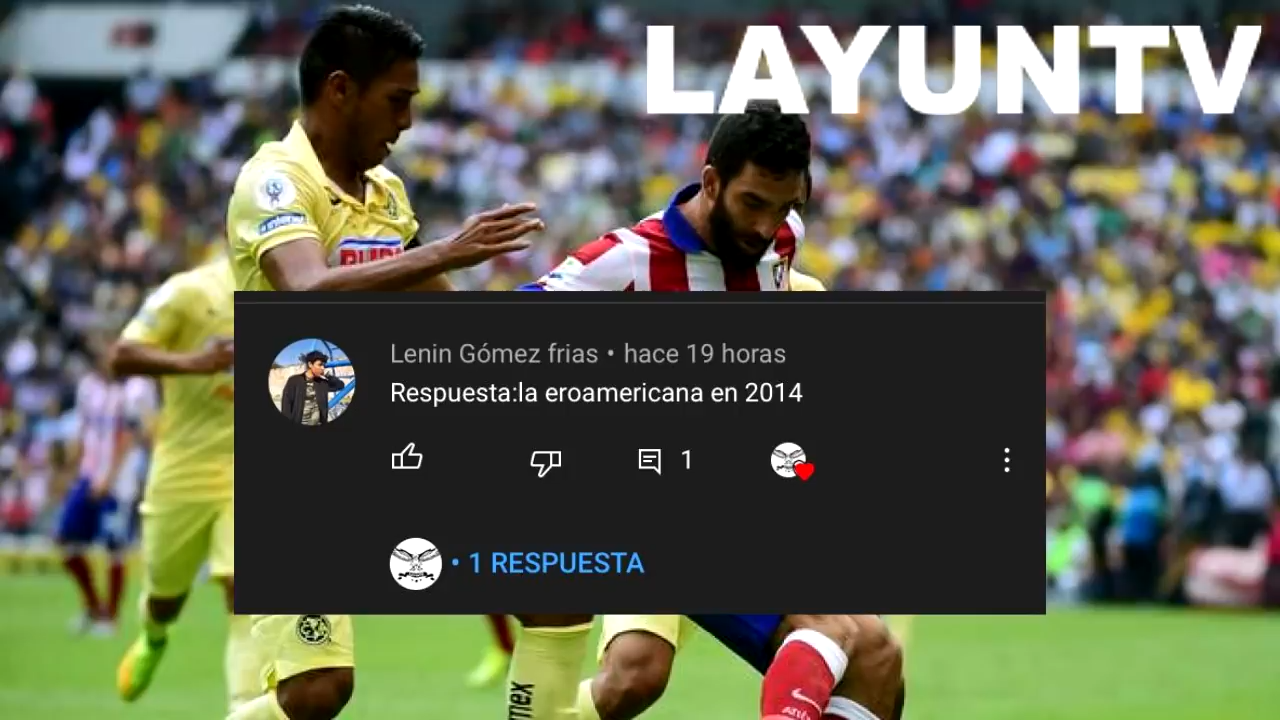 LAYUNTV
Lenin Gómez frias • hace 19 horas
Respuesta:la eroamericana en 2014
1
• 1 RESPUESTA